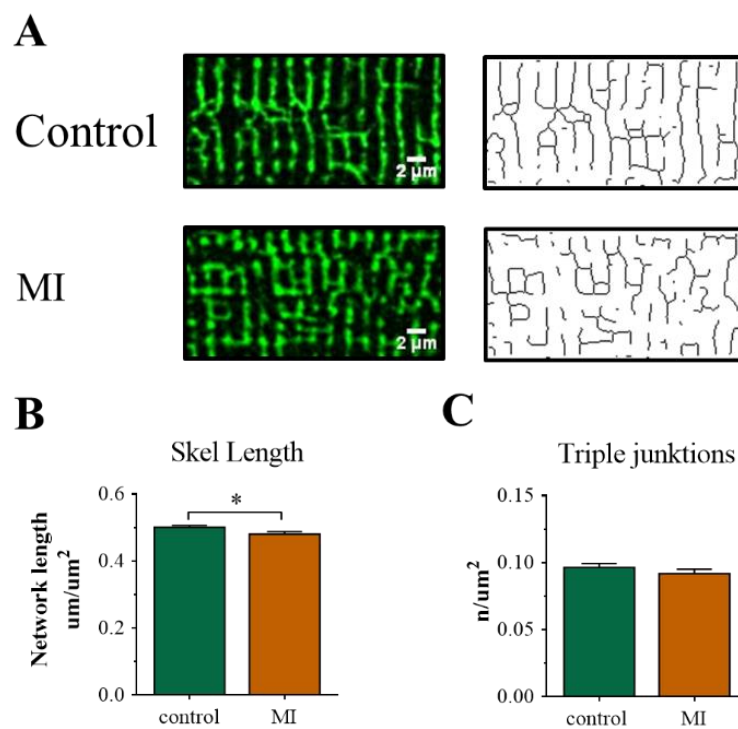 A
Control
2 µm
MI
2 µm
B
Skel Length
Network length
um/um²
0.6
0.4
0.2
0.0
*
control
MI
C
Triple junktions
n/um²
0.15
0.10
0.05
0.00
control
MI